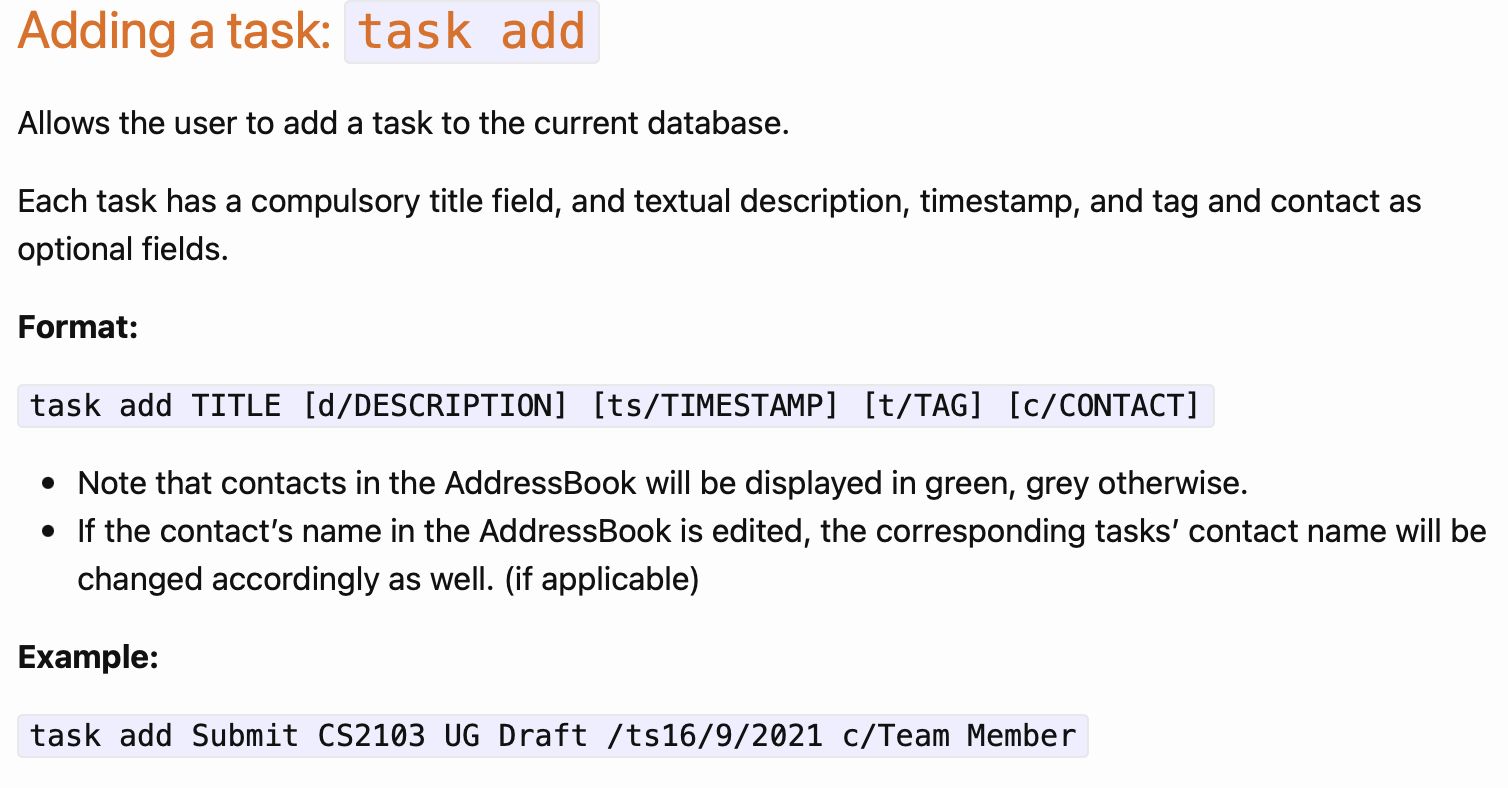 Adding a task: task add
Allows the user to add a task to the current database.
Each task has a compulsory title field, and textual description, timestamp, and tag and contact as
optional fields.
Format:
task add TITLE [d/DESCRIPTION] [ts/TIMESTAMP] [t/TAG] [c/CONTACT]
• Note that contacts in the AddressBook will be displayed in green, grey otherwise.
• If the contact’s name in the AddressBook is edited, the corresponding tasks’ contact name will be
changed accordingly as well. (if applicable)
Example:
task add Submit CS2103 UG Draft /ts16/9/2021 c/Team Member